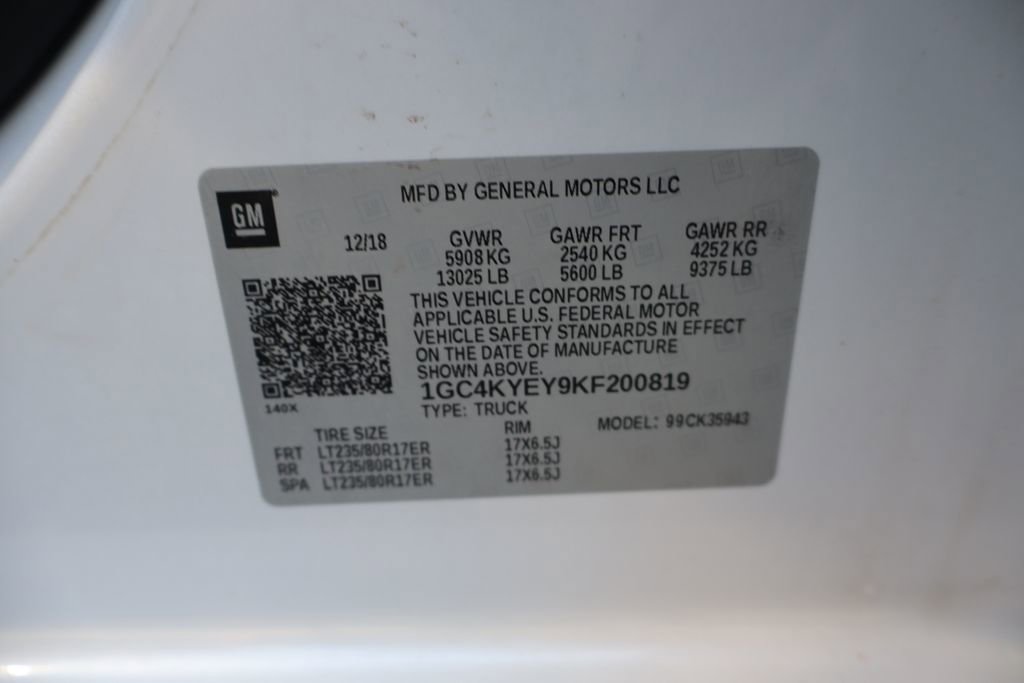 GM
MFD BY GENERAL MOTORS LLC
12/18 GVWR GAWR FRT GAWR RR
5908 KG 2540 KG 4252 KG
13025 LB 5600 LB 9375 LB
THIS VEHICLE CONFORMS TO ALL
APPLICABLE U.S. FEDERAL MOTOR
VEHICLE SAFETY STANDARDS IN EFFECT
ON THE DATE OF MANUFACTURE
SHOWN ABOVE.
1GC4KYEY9KF200819
140X
TYPE: TRUCK
MODEL: 99CK35943
TIRE SIZE RIM
FRT LT235/80R17ER 17X6.5J
RR LT235/80R17ER 17X6.5J
SPA LT235/80R17ER 17X6.5J